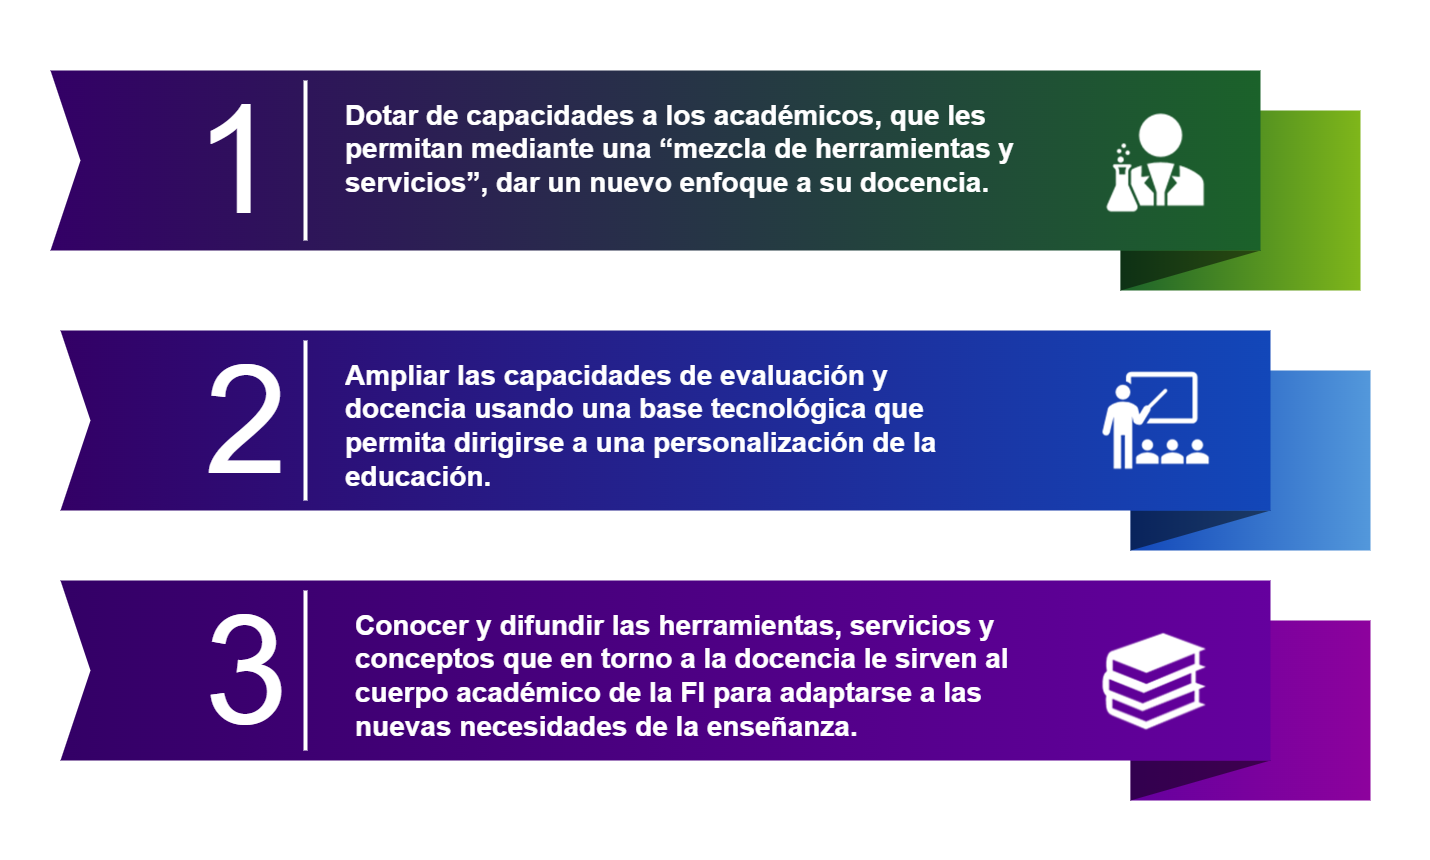 1
Dotar de capacidades a los académicos, que les
permitan mediante una “mezcla de herramientas y
servicios”, dar un nuevo enfoque a su docencia.
2
Ampliar las capacidades de evaluación y
docencia usando una base tecnológica que
permita dirigirse a una personalización de la
educación.
3
Conocer y difundir las herramientas, servicios y
conceptos que en torno a la docencia le sirven al
cuerpo académico de la FI para adaptarse a las
nuevas necesidades de la enseñanza.